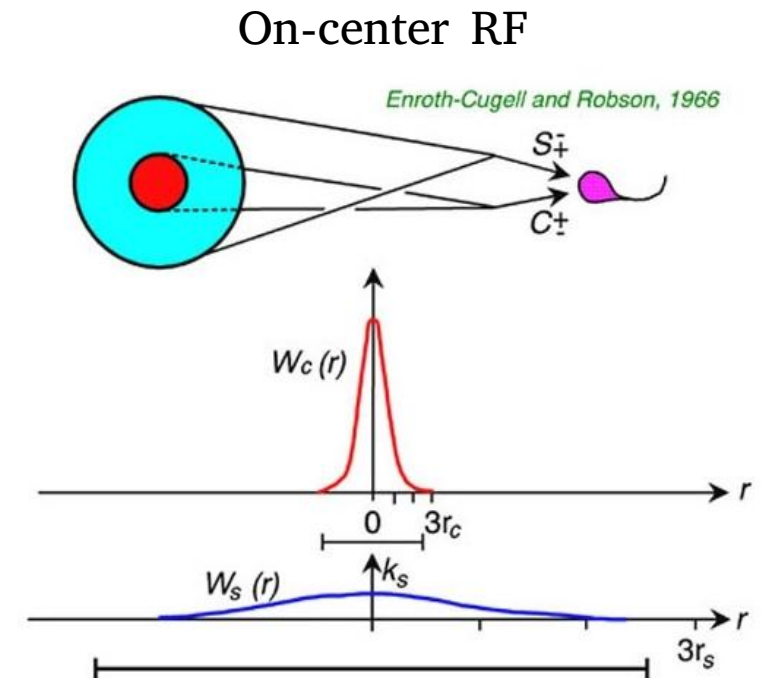 On-center RF
Enroth-Cugell and Robson, 1966
S-+
C+-
Wc (r)
r
0 3rc
ks
Ws (r)
r
3rs